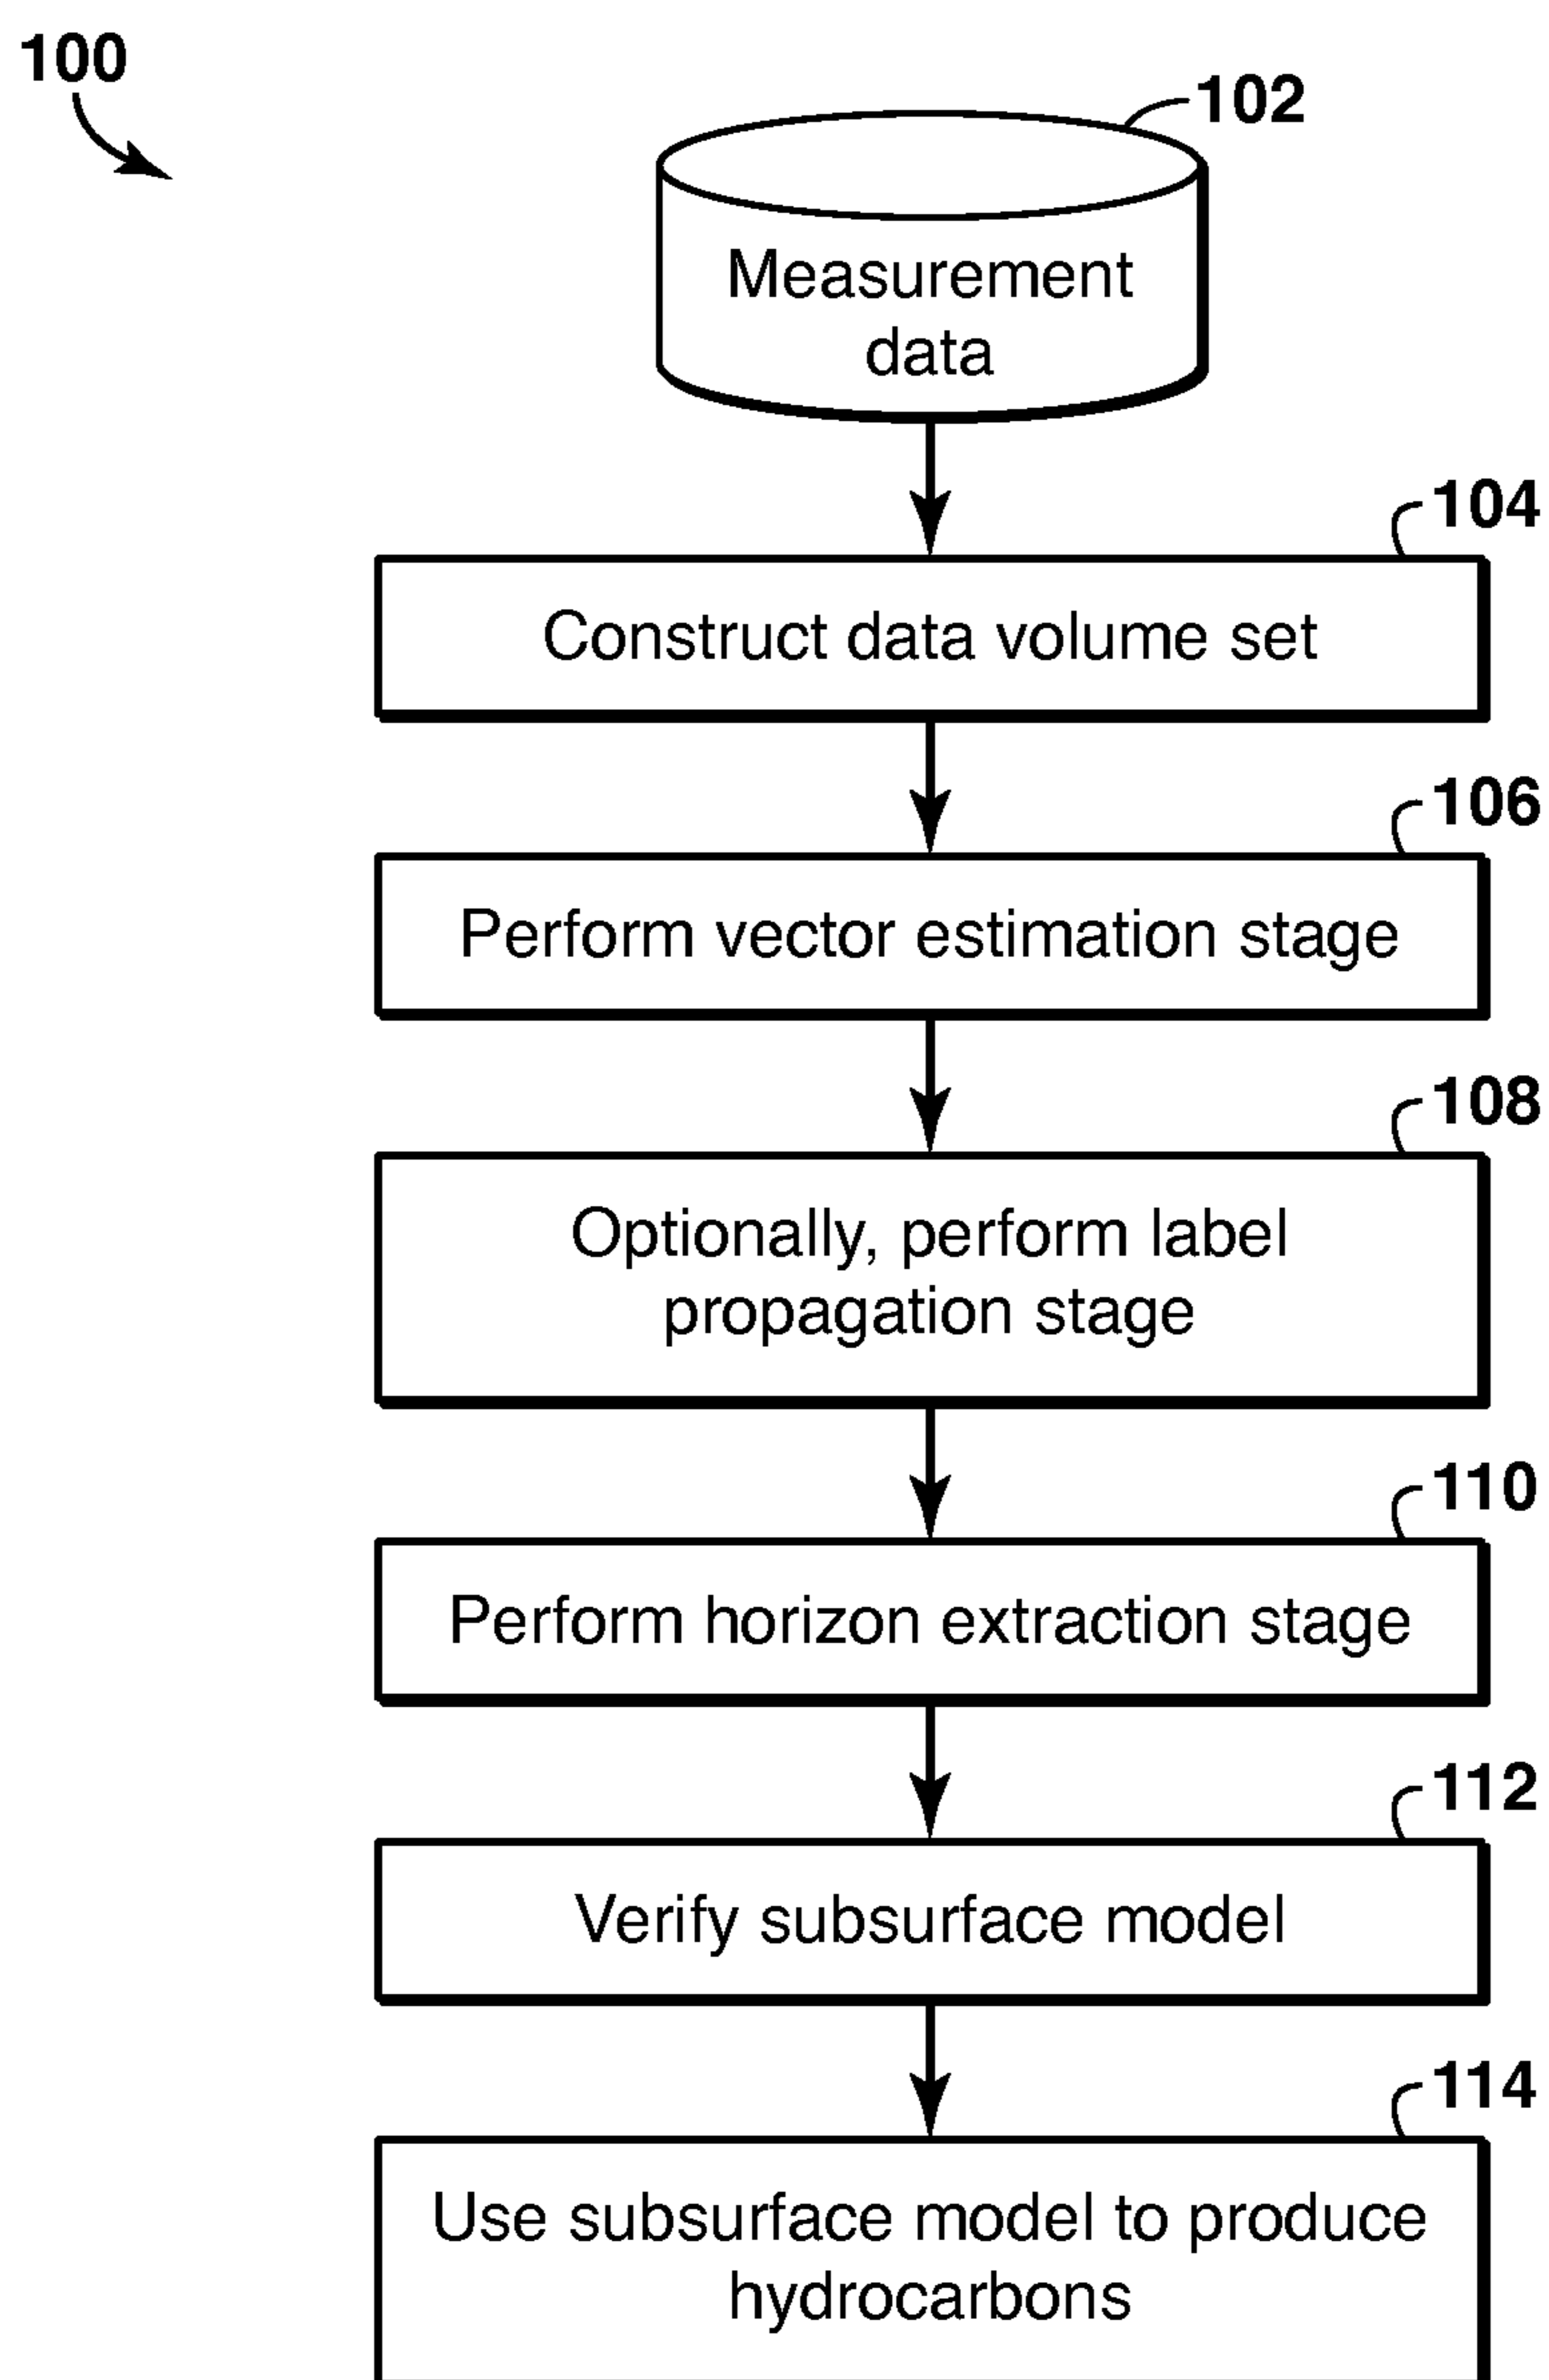 100
102
Measurement
data
104
Construct data volume set
106
Perform vector estimation stage
108
Optionally, perform label
propagation stage
110
Perform horizon extraction stage
112
Verify subsurface model
114
Use subsurface model to produce
hydrocarbons